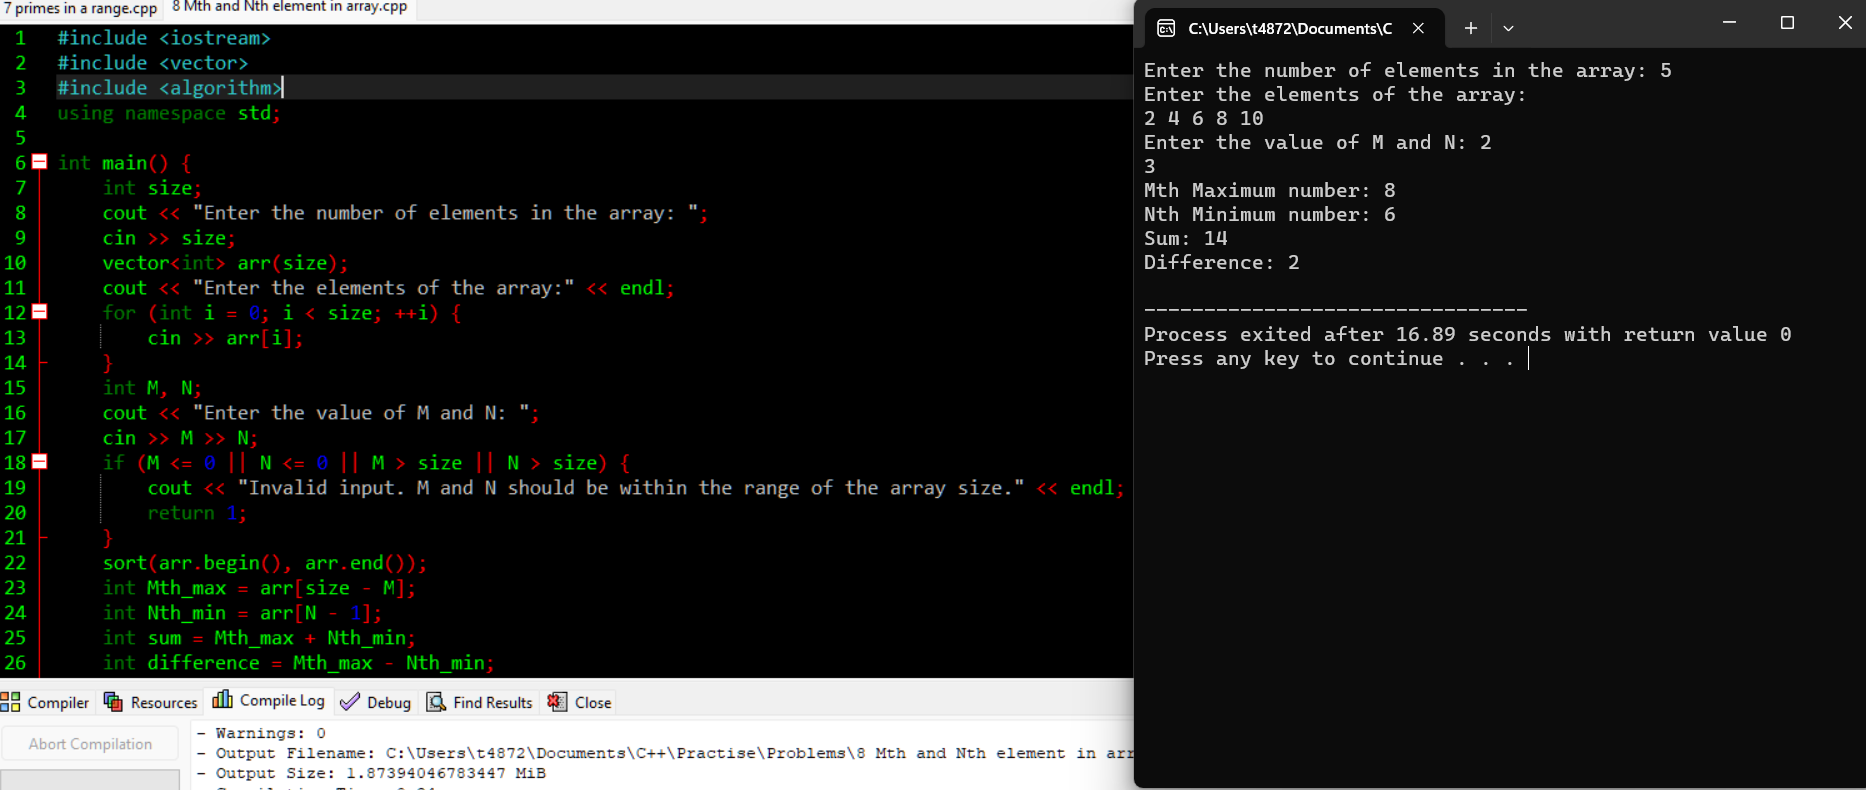 7 primes in a range.cpp
8 Mth and Nth element in array.cpp
1 #include <iostream>
2 #include <vector>
3 #include <algorithm>
4 using namespace std;
5
6 int main() {
7 int size;
8 cout << "Enter the number of elements in the array: ";
9 cin >> size;
10 vector<int> arr(size);
11 cout << "Enter the elements of the array:" << endl;
12 for (int i = 0; i < size; ++i) {
13 cin >> arr[i];
14 }
15 int M, N;
16 cout << "Enter the value of M and N: ";
17 cin >> M >> N;
18 if (M <= 0 || N <= 0 || M > size || N > size) {
19 cout << "Invalid input. M and N should be within the range of the array size." << endl;
20 return 1;
21 }
22 sort(arr.begin(), arr.end());
23 int Mth_max = arr[size - M];
24 int Nth_min = arr[N - 1];
25 int sum = Mth_max + Nth_min;
26 int difference = Mth_max - Nth_min;
Compiler Resources Compile Log Debug Find Results Close
Abort Compilation
- Warnings: 0
- Output Filename: C:\Users\t4872\Documents\C++\Practise\Problems\8 Mth and Nth element in arr
- Output Size: 1.87394046783447 MiB
C:\Users\t4872\Documents\C
Enter the number of elements in the array: 5
Enter the elements of the array:
2 4 6 8 10
Enter the value of M and N: 2
3
Mth Maximum number: 8
Nth Minimum number: 6
Sum: 14
Difference: 2
--------------------------------
Process exited after 16.89 seconds with return value 0
Press any key to continue . . .